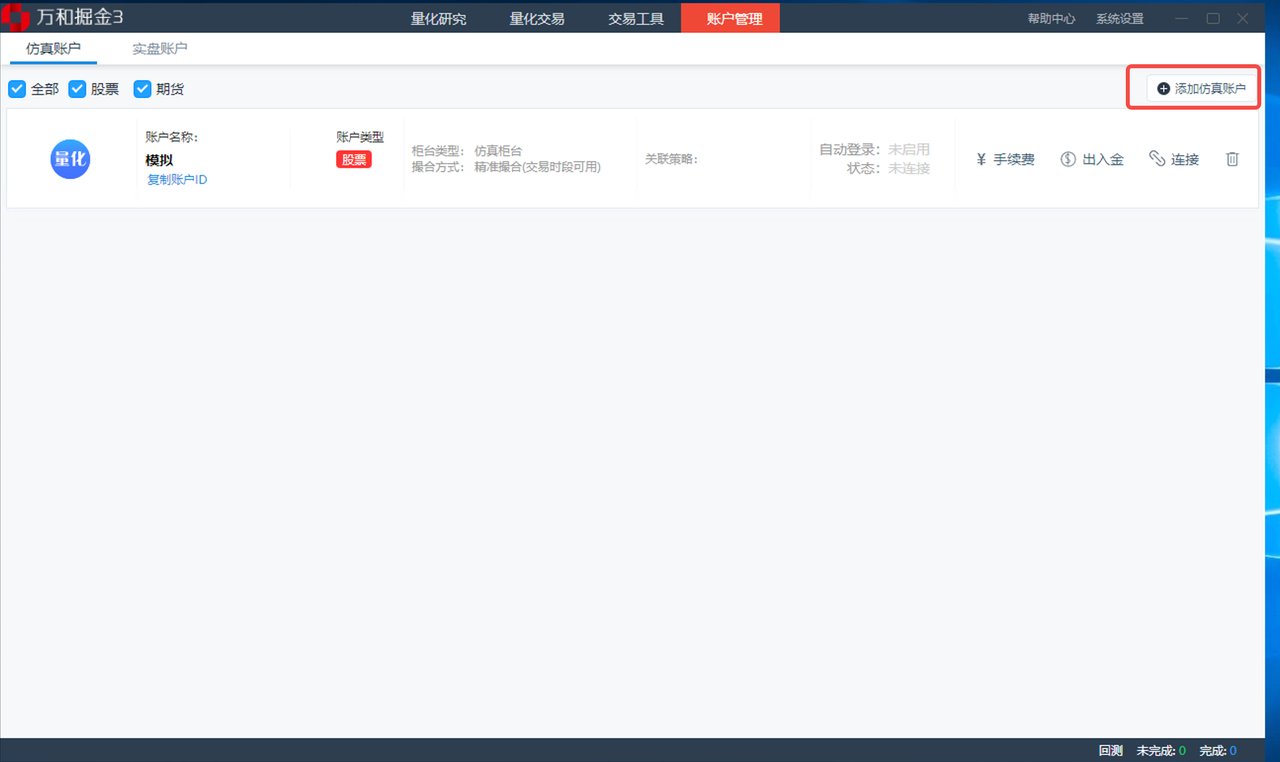 万和掘金3 量化研究 量化交易 交易工具 账户管理 帮助中心 系统设置
仿真账户 实盘账户
全部 股票 期货 添加仿真账户
量化
账户名称:
模拟
复制账户ID
账户类型
股票
柜台类型: 仿真柜台
撮合方式: 精准撮合(交易时段可用)
关联策略:
自动登录: 未启用
状态: 未连接
¥ 手续费 出入金 连接
回测 未完成: 0 完成: 0